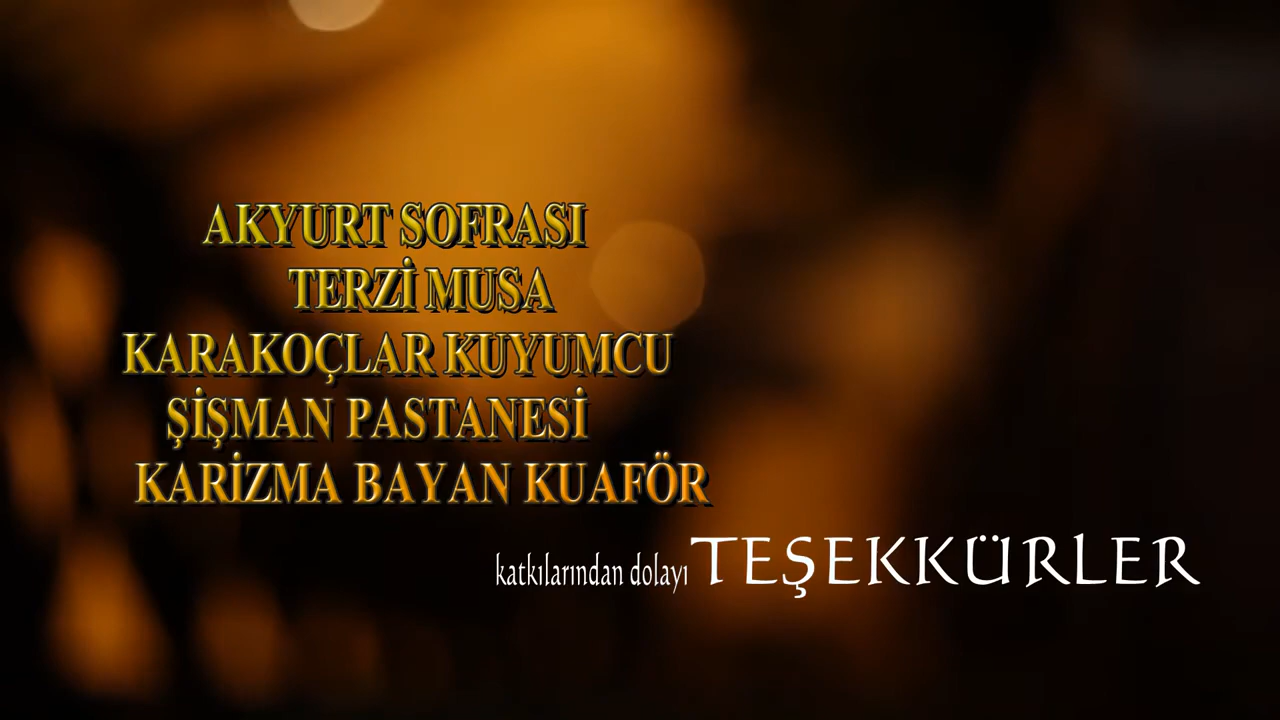 AKYURT SOFRASI
TERZİ MUSA
KARAKOÇLAR KUYUMCU
ŞİŞMAN PASTANESİ
KARİZMA BAYAN KUAFÖR
katkılarından dolayı TEŞEKKÜRLER